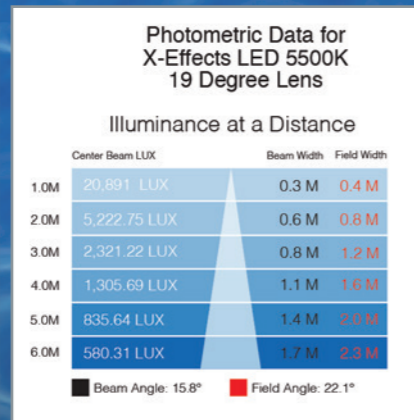 Photometric Data for
X-Effects LED 5500K
19 Degree Lens
Illuminance at a Distance
Center Beam LUX Beam Width Field Width
1.0M 20,891 LUX 0.3 M 0.4 M
2.0M 5,222.75 LUX 0.6 M 0.8 M
3.0M 2,321.22 LUX 0.8 M 1.2 M
4.0M 1,305.69 LUX 1.1 M 1.6 M
5.0M 835.64 LUX 1.4 M 2.0 M
6.0M 580.31 LUX 1.7 M 2.3 M
Beam Angle: 15.8° Field Angle: 22.1°